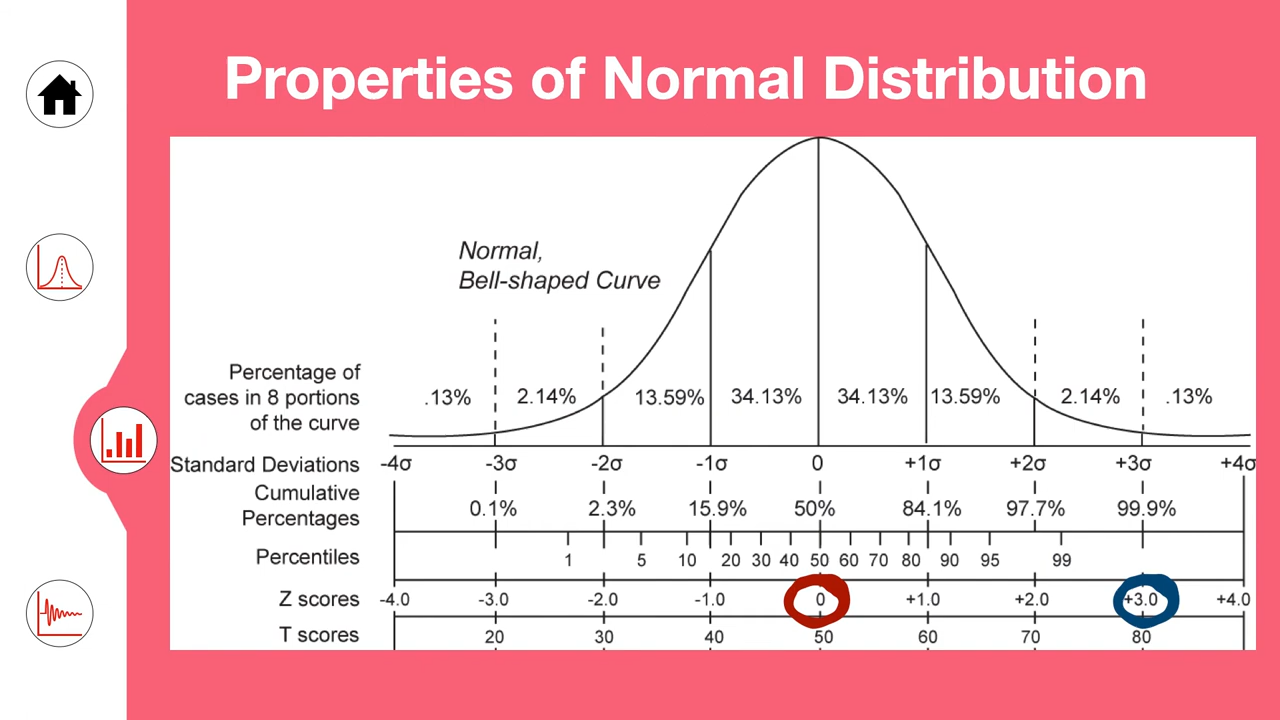 Properties of Normal Distribution
Normal,
Bell-shaped Curve
Percentage of
cases in 8 portions
of the curve
.13% 2.14% 13.59% 34.13% 34.13% 13.59% 2.14% .13%
Standard Deviations -4σ -3σ -2σ -1σ 0 +1σ +2σ +3σ +4σ
Cumulative
Percentages 0.1% 2.3% 15.9% 50% 84.1% 97.7% 99.9%
Percentiles 1 5 10 20 30 40 50 60 70 80 90 95 99
Z scores -4.0 -3.0 -2.0 -1.0 0 +1.0 +2.0 +3.0 +4.0
T scores 20 30 40 50 60 70 80